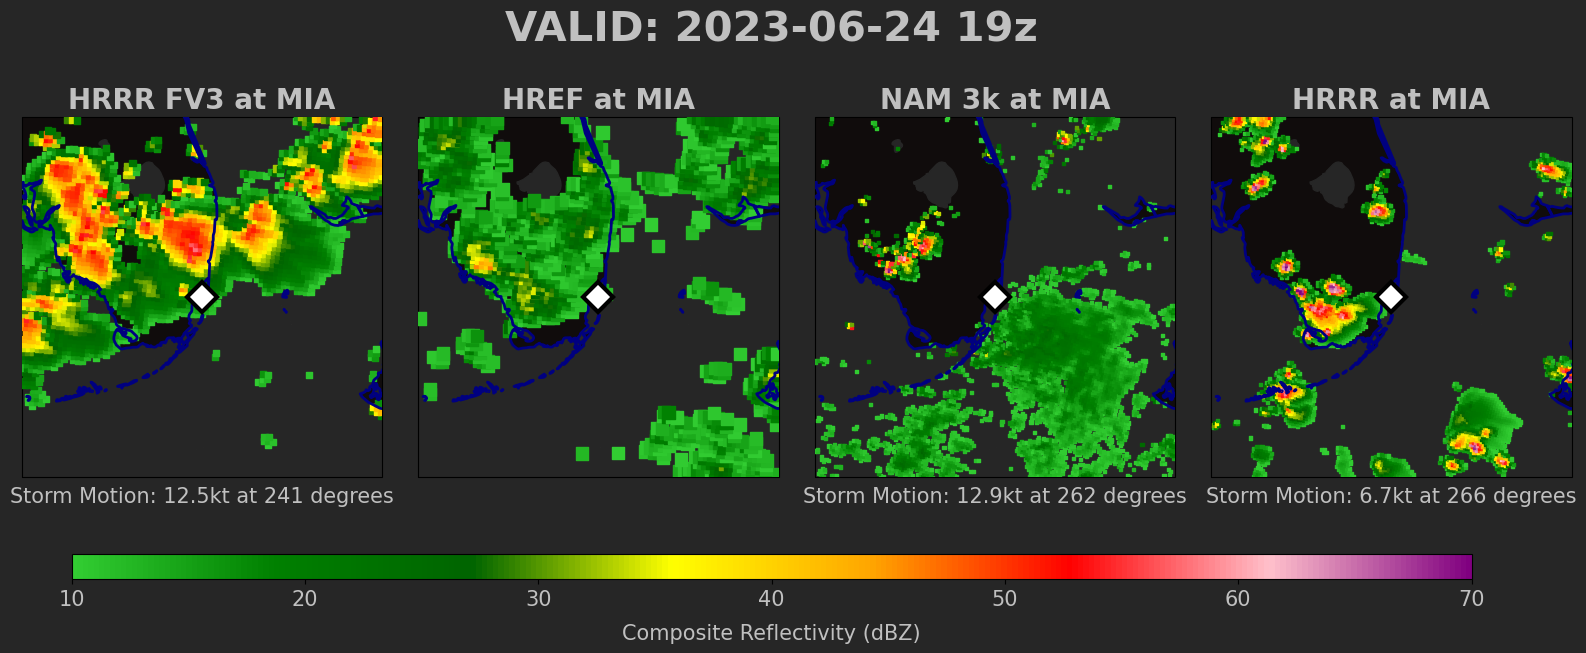 VALID: 2023-06-24 19z
HRRR FV3 at MIA
HREF at MIA
NAM 3k at MIA
HRRR at MIA
Storm Motion: 12.5kt at 241 degrees
Storm Motion: 12.9kt at 262 degrees
Storm Motion: 6.7kt at 266 degrees
10 20 30 40 50 60 70
Composite Reflectivity (dBZ)